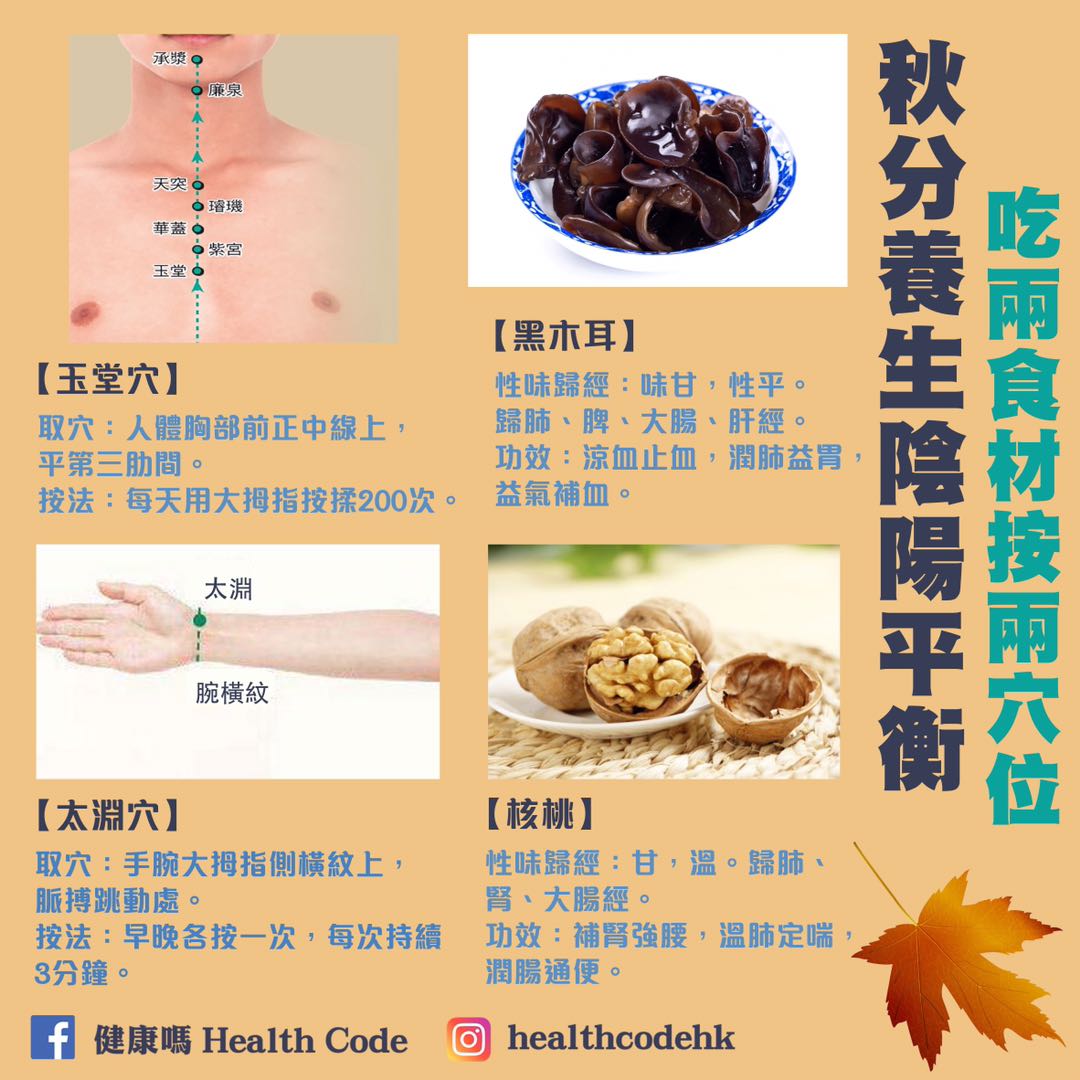 秋分養生陰陽平衡
吃兩食材按兩穴位
承漿
廉泉
天突
璿璣
華蓋
紫宮
玉堂
【玉堂穴】
取穴：人體胸部前正中線上，
平第三肋間。
按法：每天用大拇指按揉200次。
【黑木耳】
性味歸經：味甘，性平。
歸肺、脾、大腸、肝經。
功效：涼血止血，潤肺益胃，
益氣補血。
太淵
腕橫紋
【太淵穴】
取穴：手腕大拇指側橫紋上，
脈搏跳動處。
按法：早晚各按一次，每次持續
3分鐘。
【核桃】
性味歸經：甘，溫。歸肺、
腎、大腸經。
功效：補腎強腰，溫肺定喘，
潤腸通便。
健康嗎 Health Code
healthcodehk